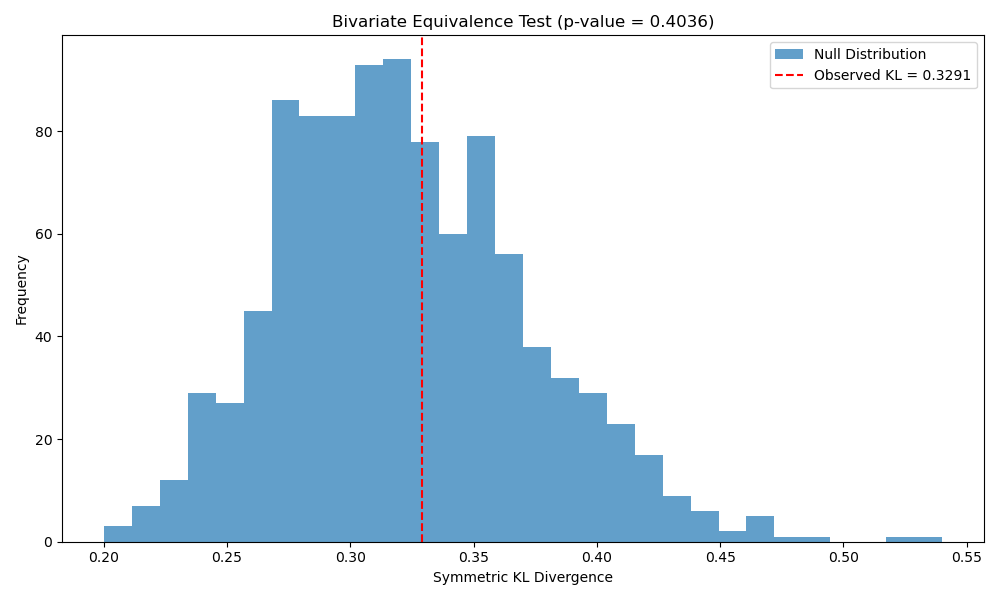 Bivariate Equivalence Test (p-value = 0.4036)
Null Distribution
Observed KL = 0.3291
Frequency
80
60
40
20
0
0.20 0.25 0.30 0.35 0.40 0.45 0.50 0.55
Symmetric KL Divergence